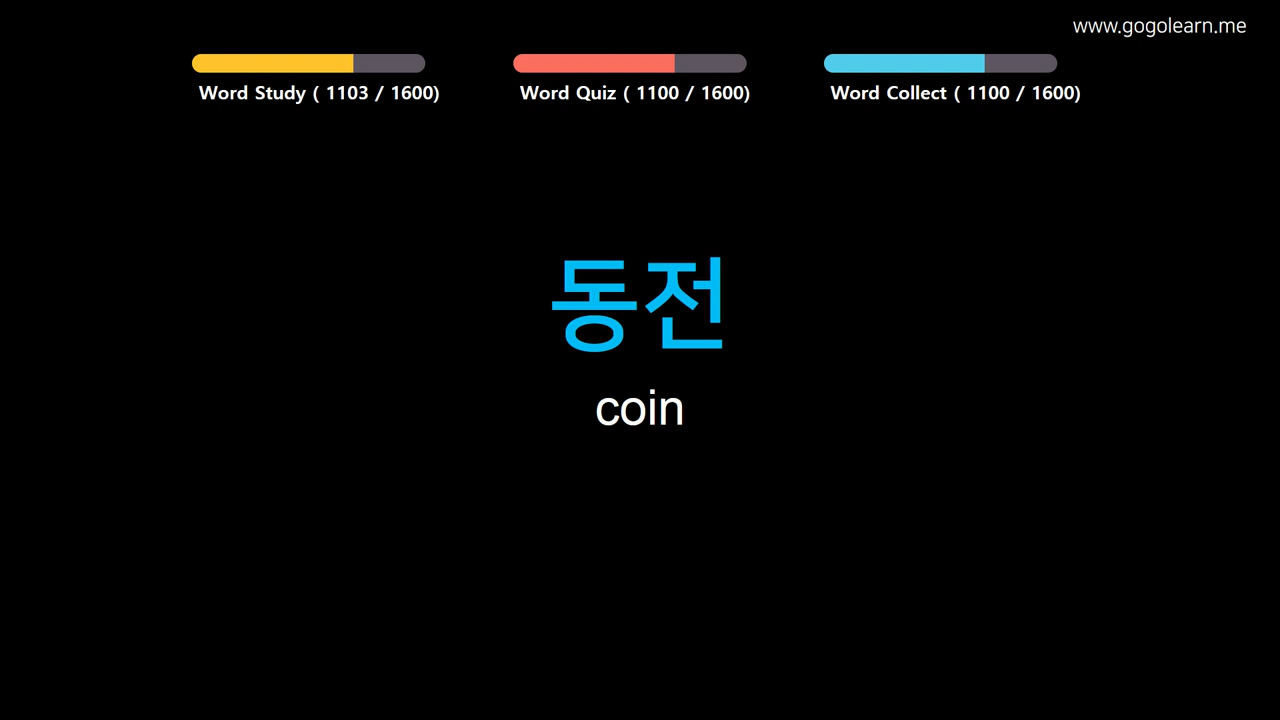 www.gogolearn.me
Word Study ( 1103 / 1600)
Word Quiz ( 1100 / 1600)
Word Collect ( 1100 / 1600)
동전
coin